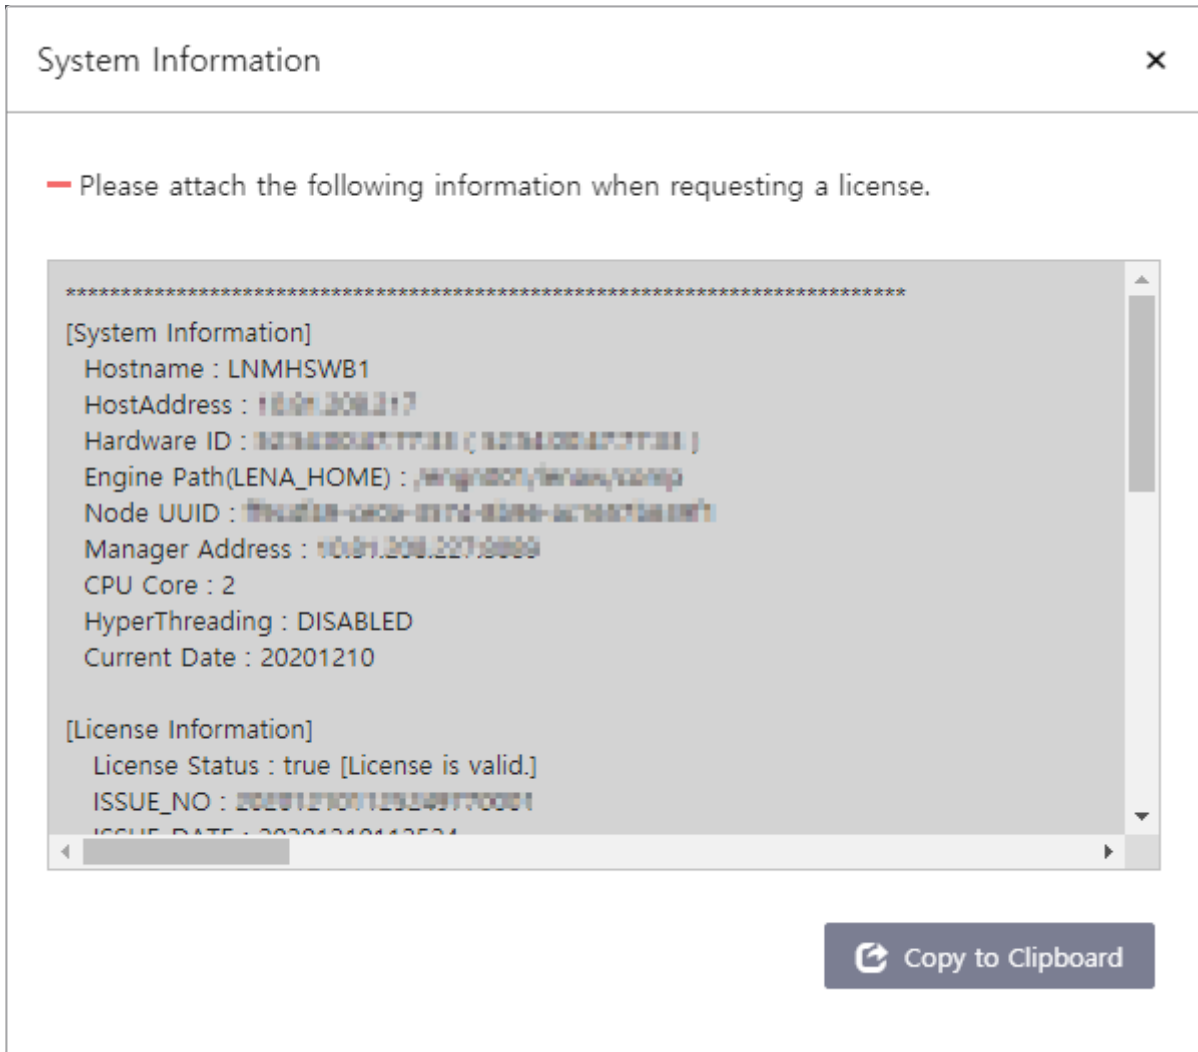 System Information
Please attach the following information when requesting a license.
******************************************************************************
[System Information]
Hostname : LNMHSWB1
HostAddress :
Hardware ID :
Engine Path(LENA_HOME) :
Node UUID :
Manager Address :
CPU Core : 2
HyperThreading : DISABLED
Current Date : 20201210
[License Information]
License Status : true [License is valid.]
ISSUE_NO :
ISSUE_DATE :
Copy to Clipboard